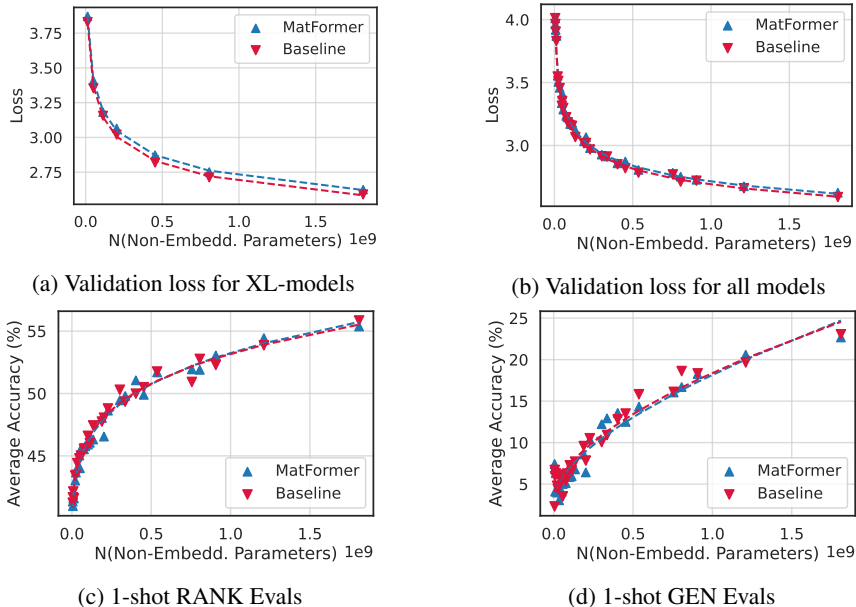 3.75
3.50
3.25
3.00
2.75
Loss
MatFormer
Baseline
0.0 0.5 1.0 1.5
N(Non-Embedd. Parameters) 1e9
(a) Validation loss for XL-models
4.0
3.5
3.0
Loss
MatFormer
Baseline
0.0 0.5 1.0 1.5
N(Non-Embedd. Parameters) 1e9
(b) Validation loss for all models
55
50
45
Average Accuracy (%)
MatFormer
Baseline
0.0 0.5 1.0 1.5
N(Non-Embedd. Parameters) 1e9
(c) 1-shot RANK Evals
25
20
15
10
5
Average Accuracy (%)
MatFormer
Baseline
0.0 0.5 1.0 1.5
N(Non-Embedd. Parameters) 1e9
(d) 1-shot GEN Evals